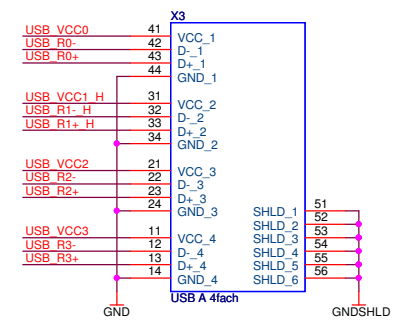 X3
USB_VCC0 41 VCC_1
USB_R0- 42 D-_1
USB_R0+ 43 D+_1
44 GND_1
USB_VCC1_H 31 VCC_2
USB_R1-_H 32 D-_2
USB_R1+_H 33 D+_2
34 GND_2
USB_VCC2 21 VCC_3
USB_R2- 22 D-_3
USB_R2+ 23 D+_3
24 GND_3 SHLD_1 51
SHLD_2 52
USB_VCC3 11 VCC_4 SHLD_3 53
USB_R3- 12 D-_4 SHLD_4 54
USB_R3+ 13 D+_4 SHLD_5 55
14 GND_4 SHLD_6 56
USB A 4fach
GND GNDSHLD